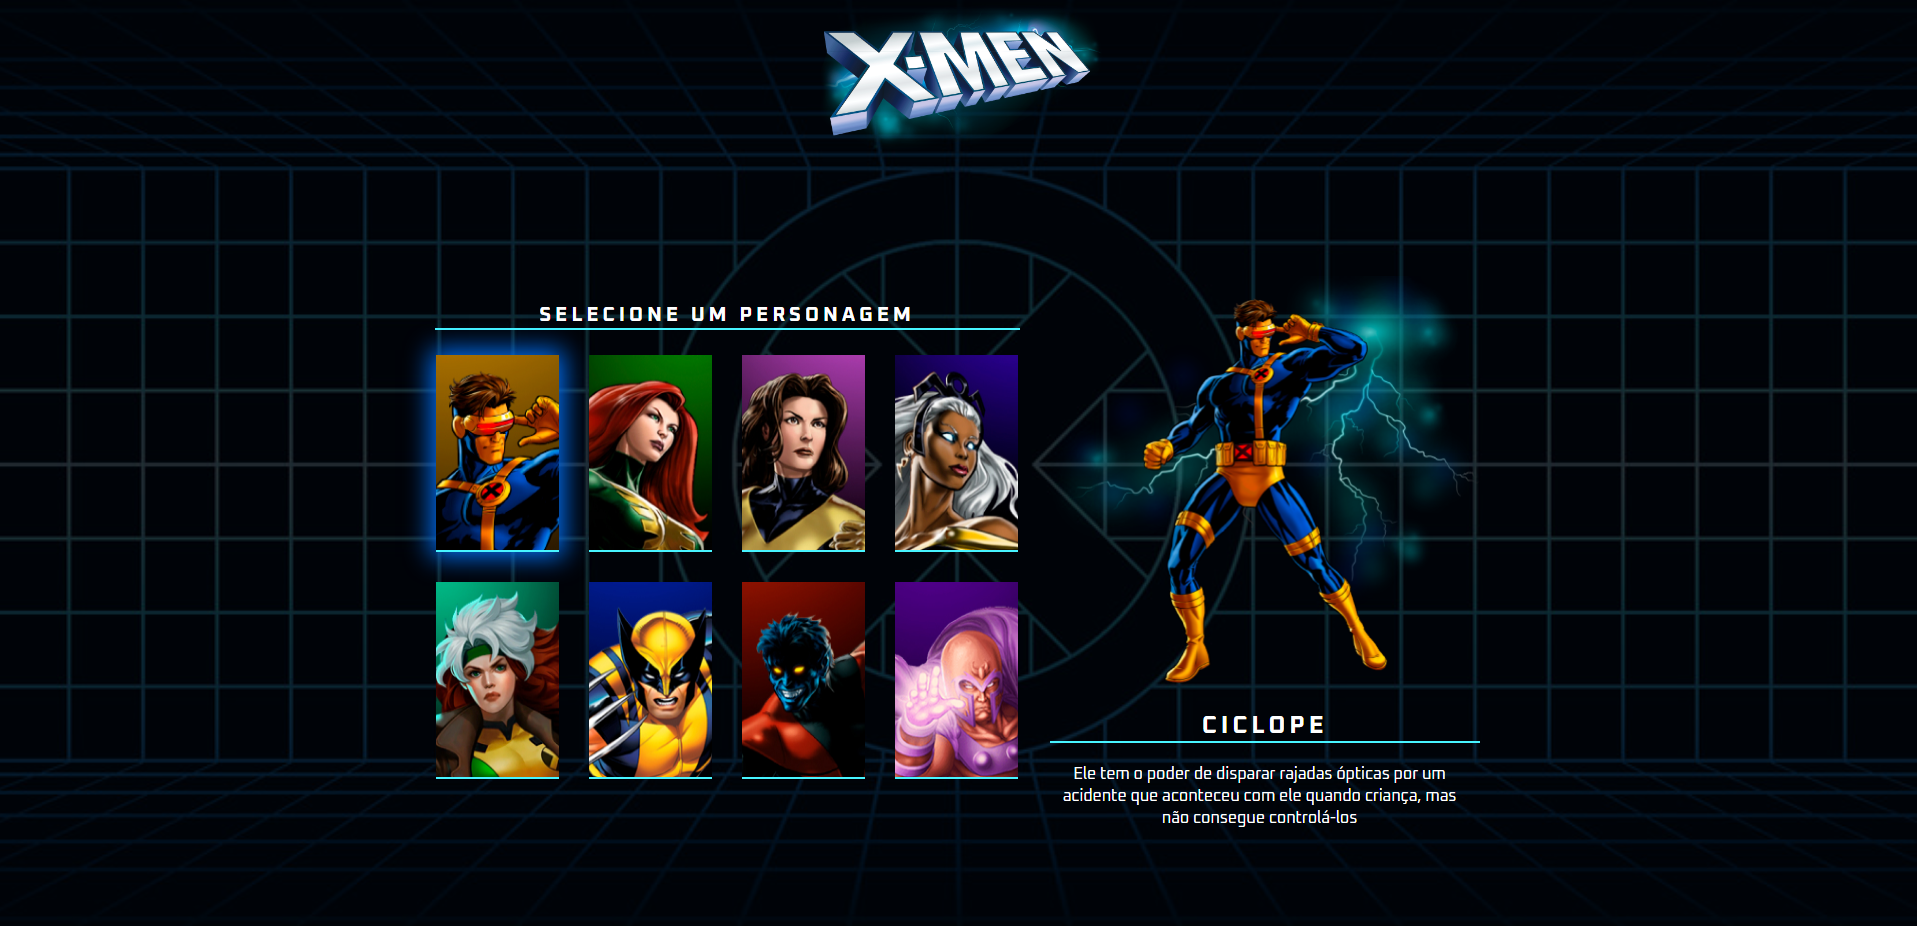 X-MEN
SELECIONE UM PERSONAGEM
CICLOPE
Ele tem o poder de disparar rajadas ópticas por um
acidente que aconteceu com ele quando criança, mas
não consegue controlá-los